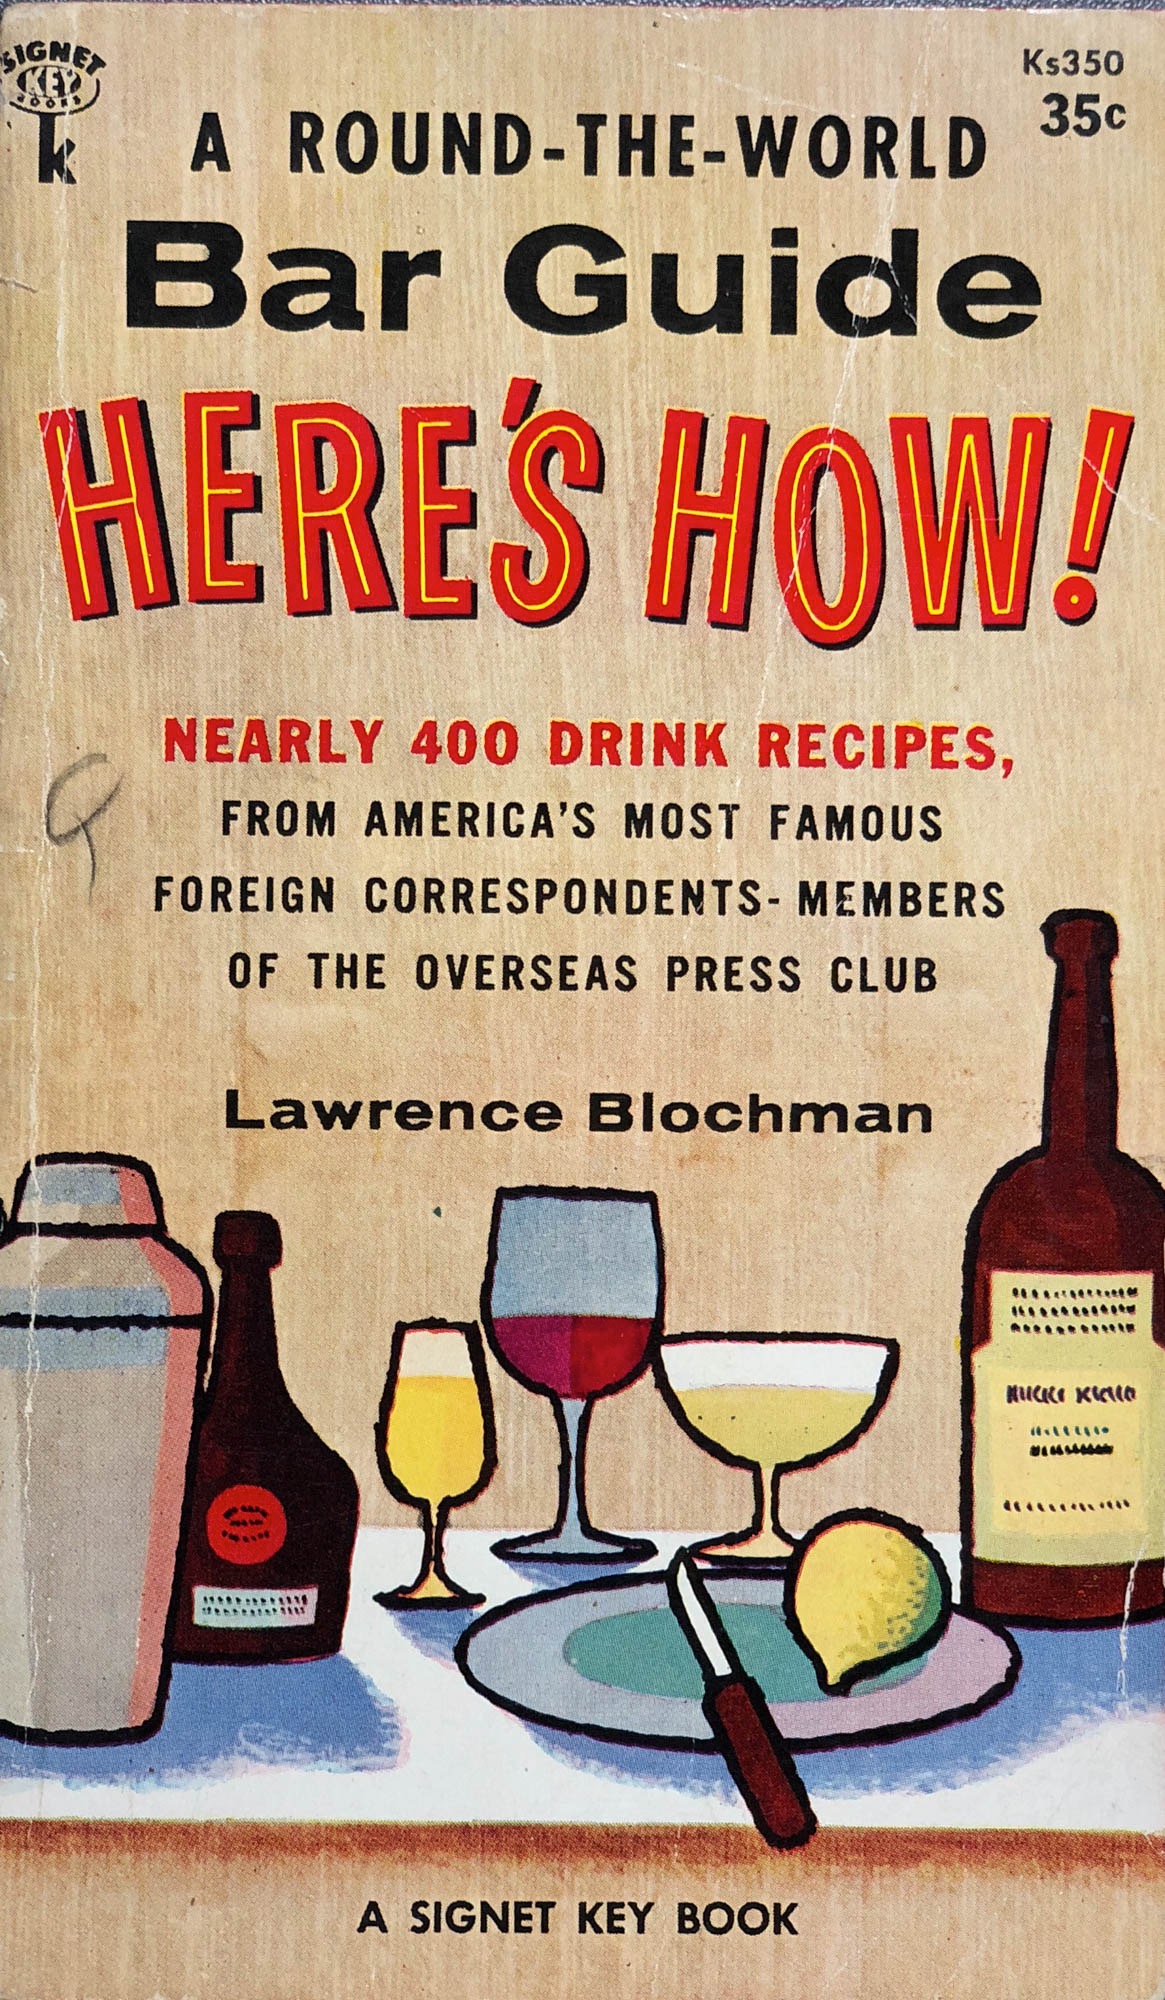 SIGNET
KEY
BOOKS
k
Ks350
35c
A ROUND-THE-WORLD
Bar Guide
HERE'S HOW!
NEARLY 400 DRINK RECIPES,
FROM AMERICA'S MOST FAMOUS
FOREIGN CORRESPONDENTS- MEMBERS
OF THE OVERSEAS PRESS CLUB
Lawrence Blochman
A SIGNET KEY BOOK